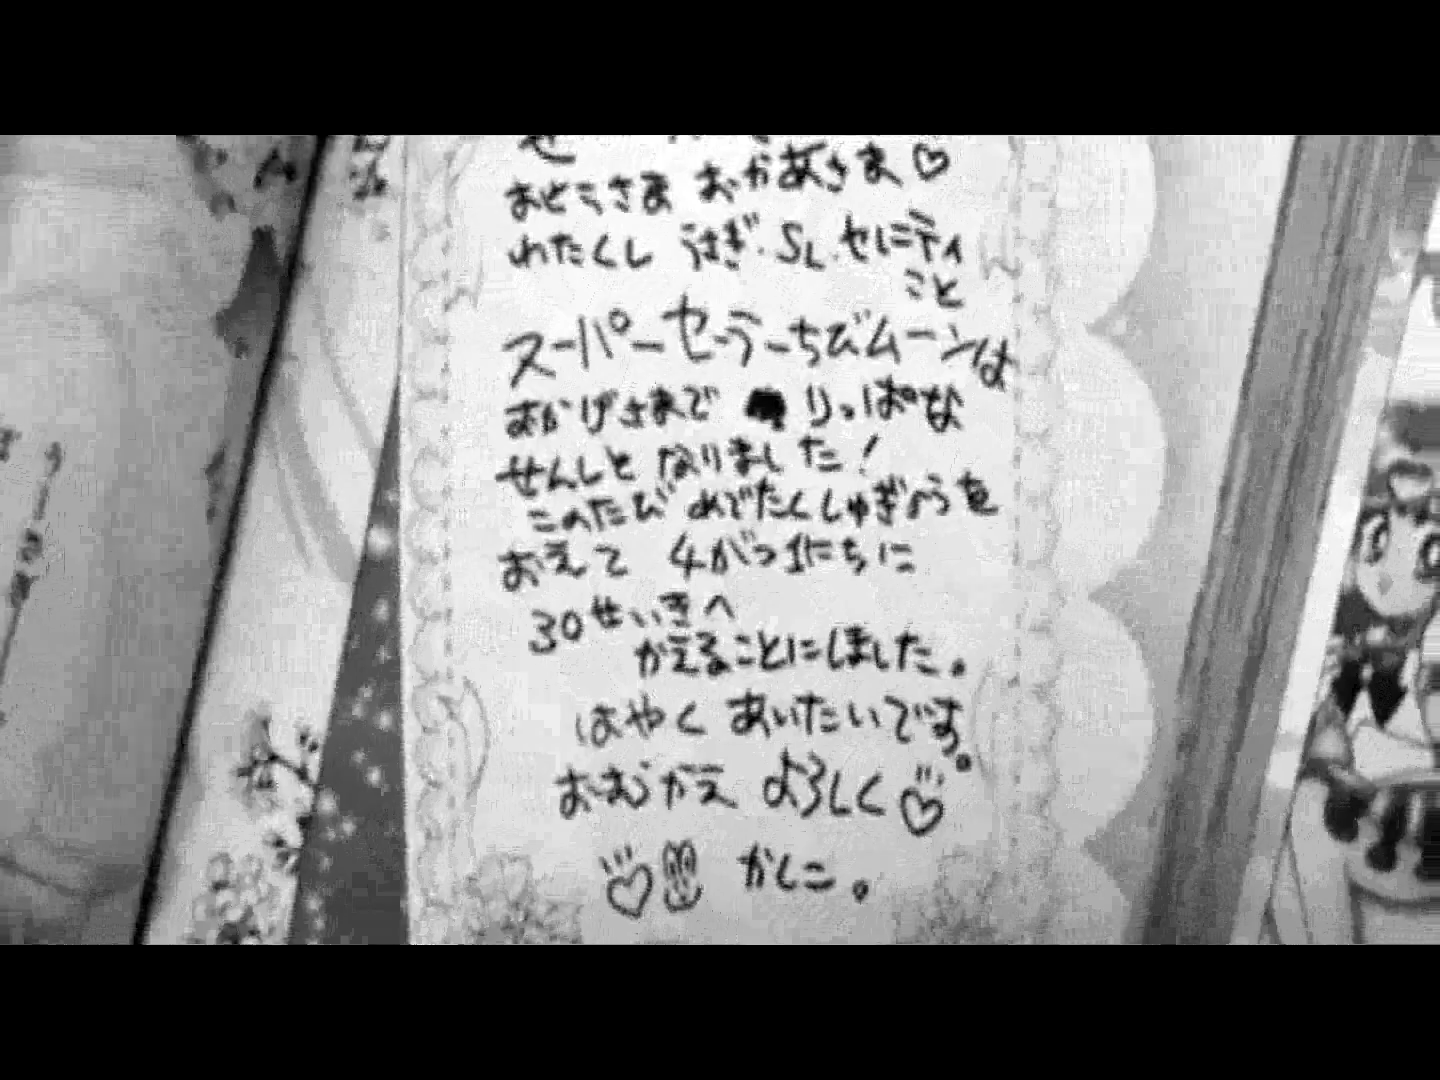 おとこさま おかあさま♡
わたくし うさぎ・SL.セレニティ
こと
スーパーセーラーちびムーンは
おかげさまで りっぱな
せんしと なりました!
このたび めでたくしゅぎょうを
おえて 4がつ1にちに
30せいきへ
かえることにしました。
はやく あいたいです。
おむかえ よろしく♡
♡ かしこ。